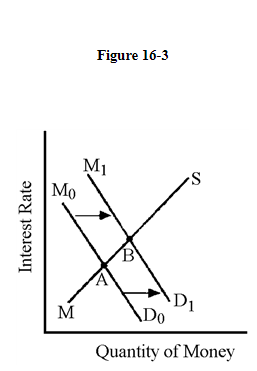 Figure 16-3
M₁
M₀
S
B
A
M
D₁
D₀
Interest Rate
Quantity of Money